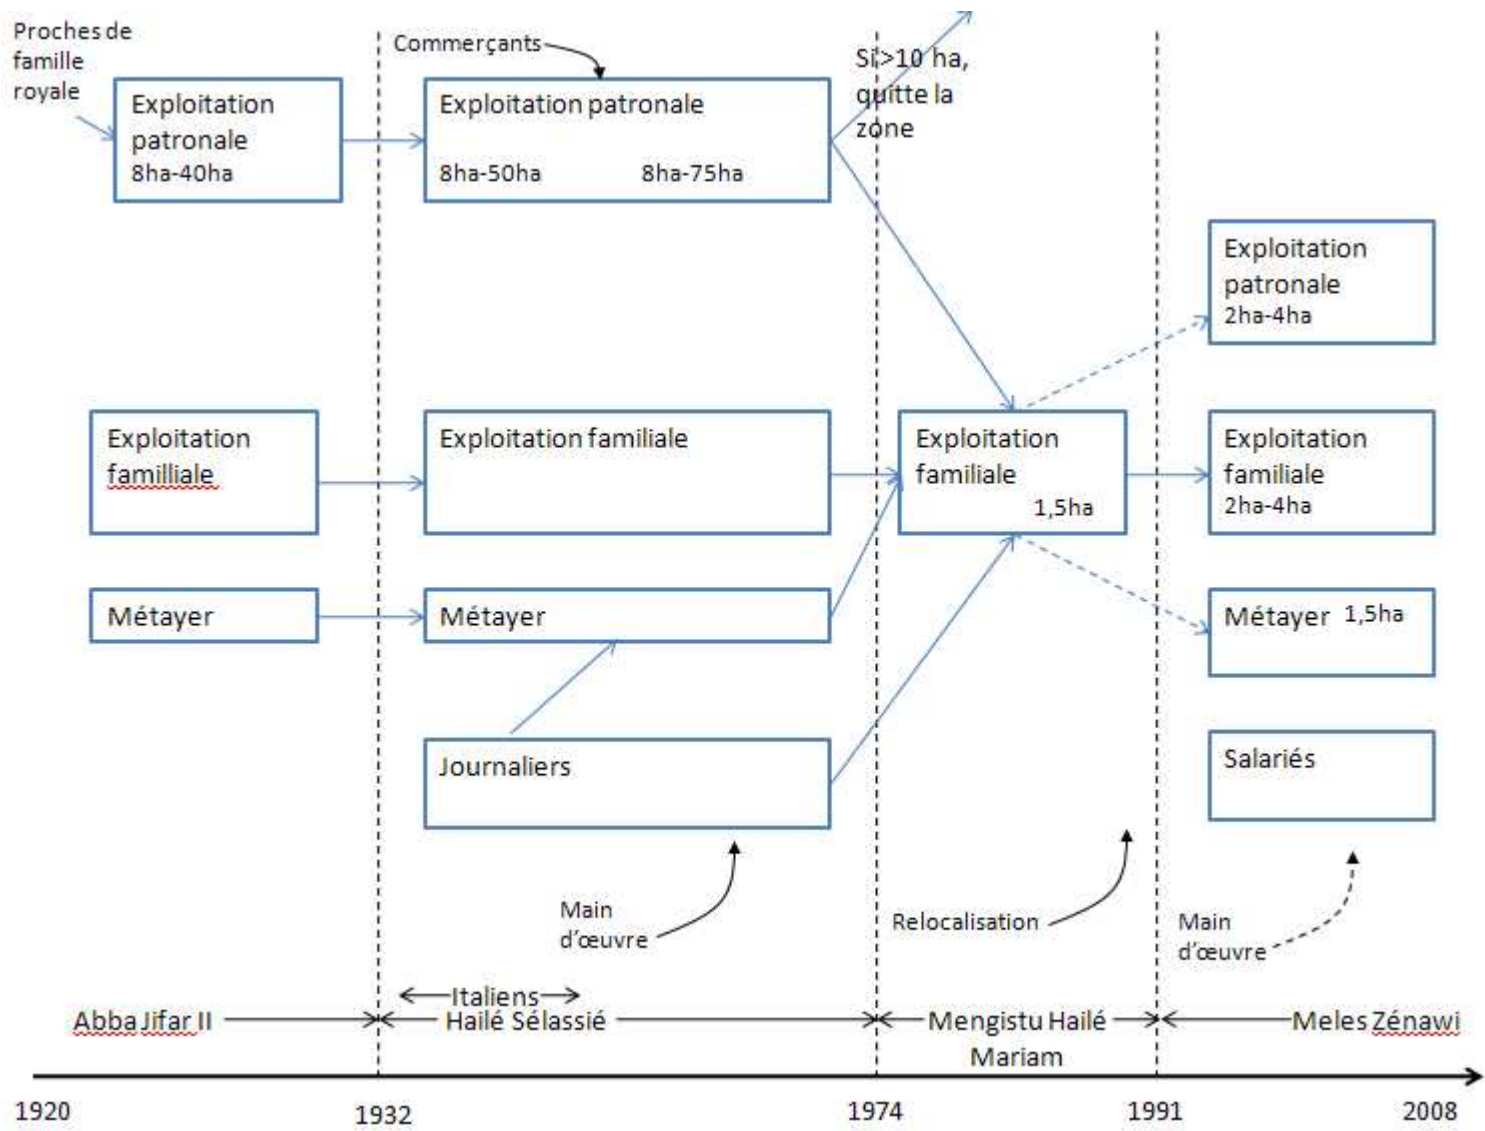 Proches de
famille
royale
Commerçants
Si >10 ha,
quitte la
zone
Exploitation
patronale
8ha-40ha
Exploitation patronale
8ha-50ha 8ha-75ha
Exploitation
patronale
2ha-4ha
Exploitation
familliale
Exploitation familiale
Exploitation
familiale
1,5ha
Exploitation
familiale
2ha-4ha
Métayer
Métayer
Métayer 1,5ha
Journaliers
Salariés
Main
d'œuvre
Relocalisation
Main
d'œuvre
Italiens
Abba Jifar II
Hailé Sélassié
Mengistu Hailé
Mariam
Meles Zénawi
1920
1932
1974
1991
2008